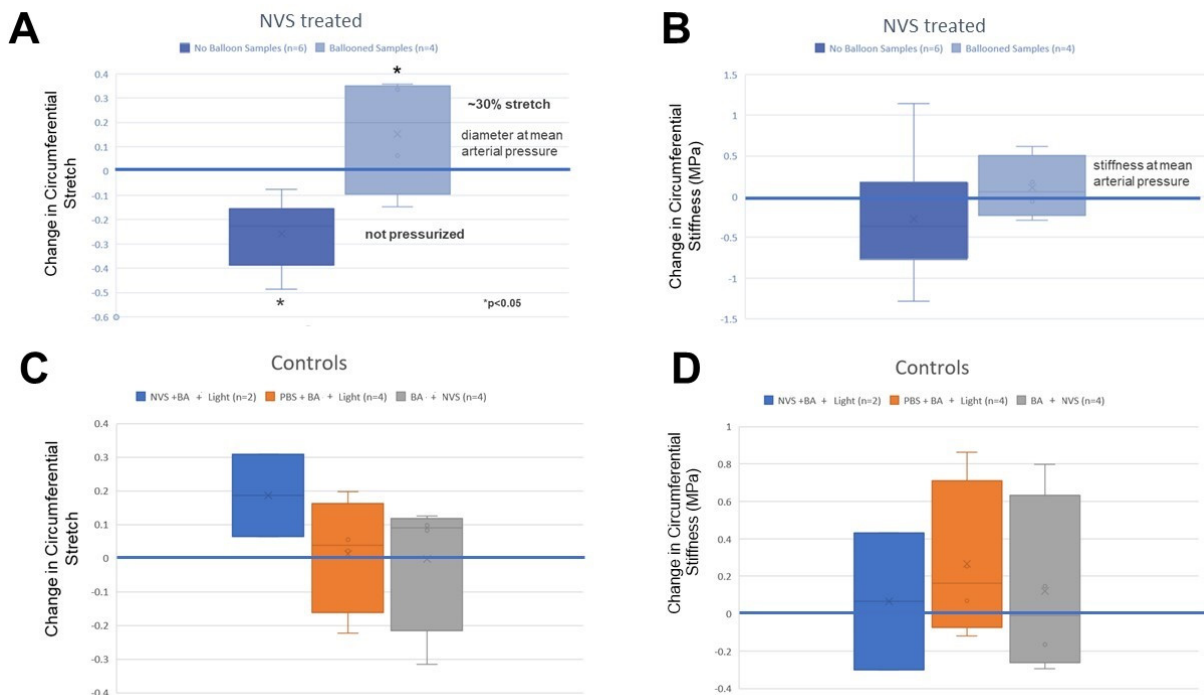 A
NVS treated
No Balloon Samples (n=6) Ballooned Samples (n=4)
Change in Circumferential
Stretch
0.4
0.3
0.2
0.1
0
-0.1
-0.2
-0.3
-0.4
-0.5
-0.6
*
~30% stretch
diameter at mean
arterial pressure
not pressurized
*
*p<0.05
B
NVS treated
No Balloon Samples (n=6) Ballooned Samples (n=4)
Change in Circumferential
Stiffness (MPa)
1.5
1
0.5
0
-0.5
-1
-1.5
stiffness at mean
arterial pressure
C
Controls
NVS +BA + Light (n=2) PBS + BA + Light (n=4) BA + NVS (n=4)
Change in Circumferential
Stretch
0.4
0.3
0.2
0.1
0
-0.1
-0.2
-0.3
-0.4
D
Controls
NVS +BA + Light (n=2) PBS + BA + Light (n=4) BA + NVS (n=4)
Change in Circumferential
Stiffness (MPa)
1
0.8
0.6
0.4
0.2
0
-0.2
-0.4